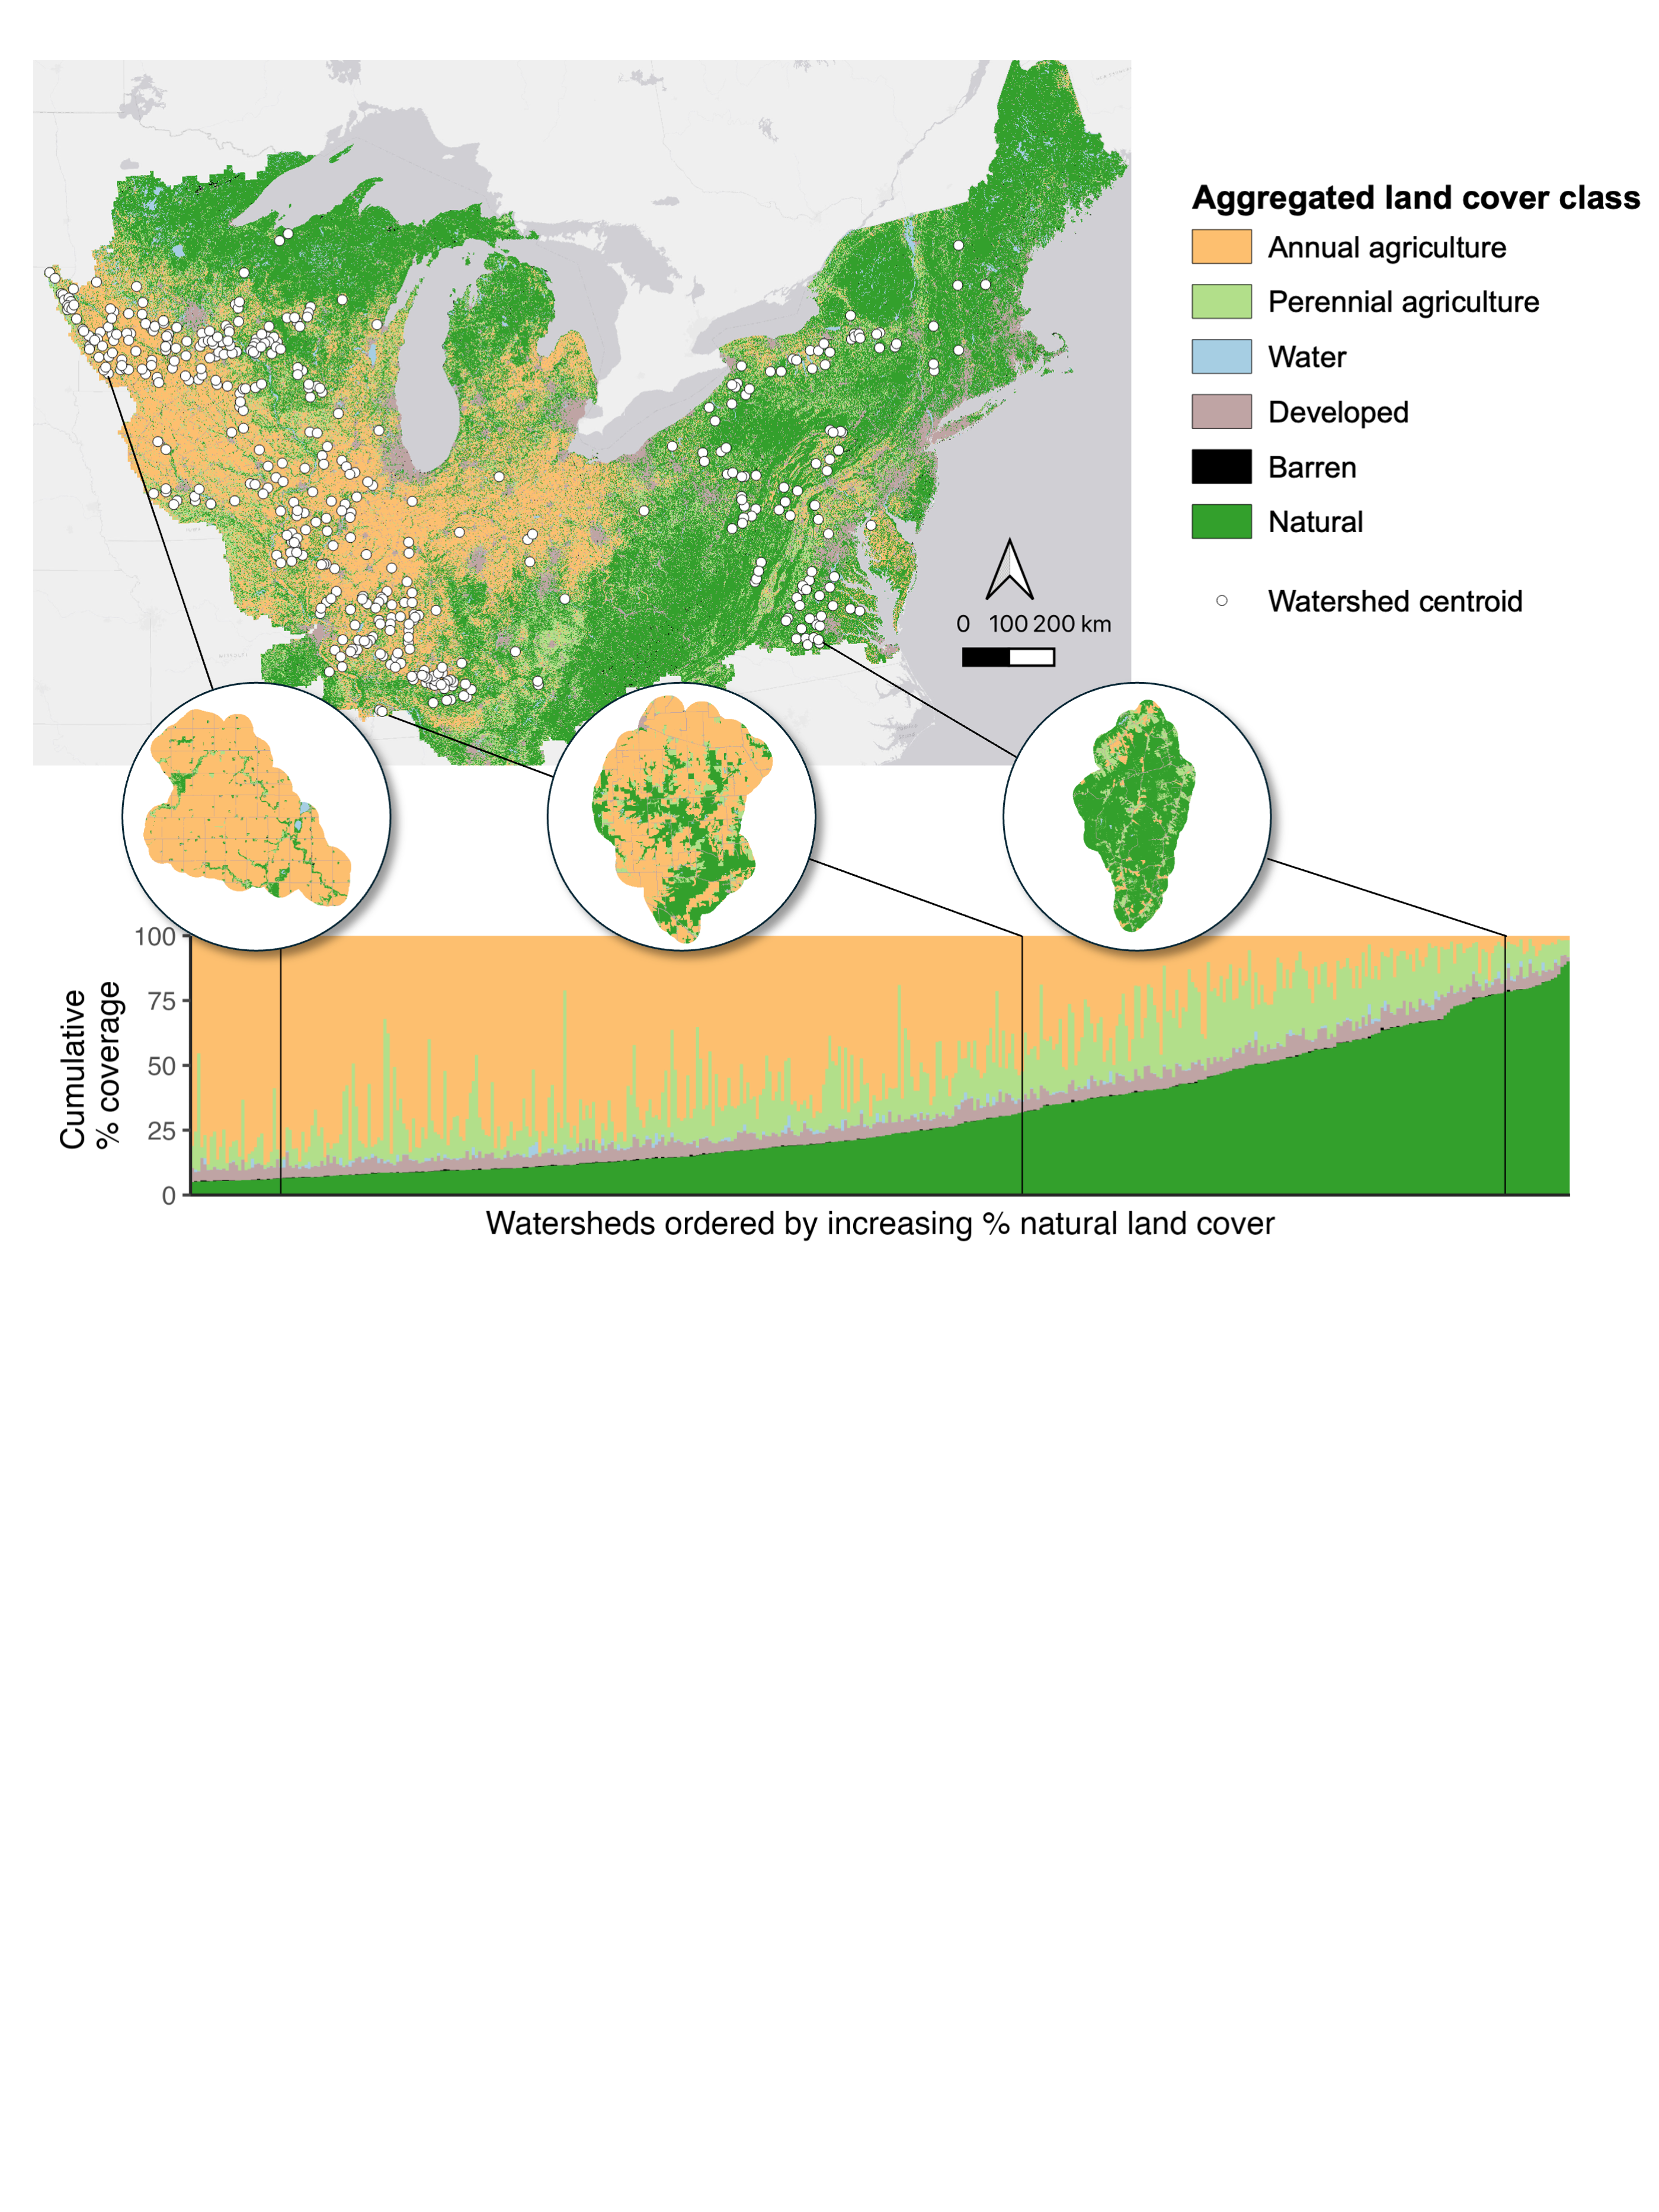 Aggregated land cover class
Annual agriculture
Perennial agriculture
Water
Developed
Barren
Natural
Watershed centroid
0 100 200 km
Cumulative
% coverage
100
75
50
25
0
Watersheds ordered by increasing % natural land cover